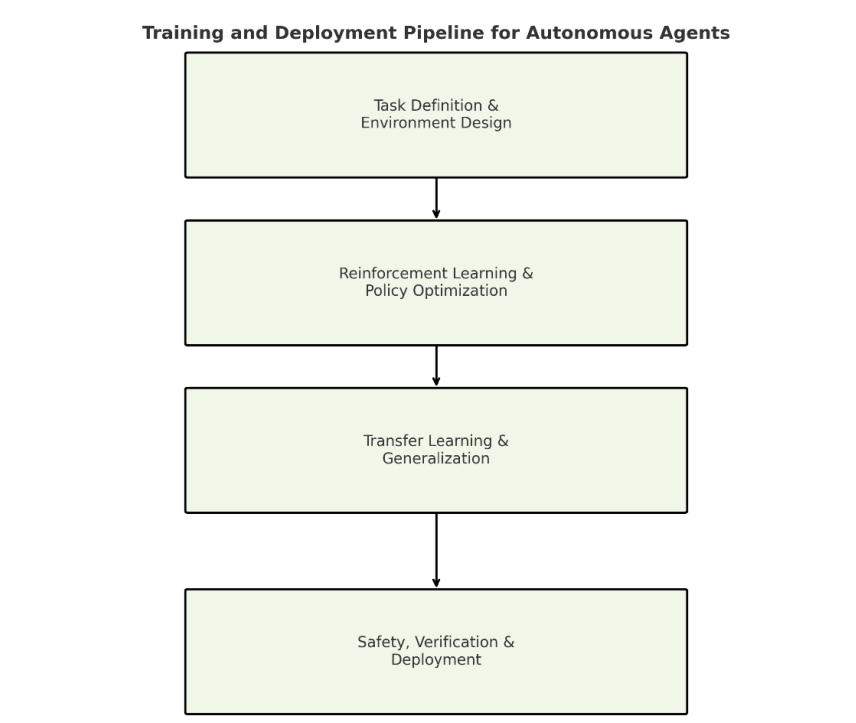 Training and Deployment Pipeline for Autonomous Agents
Task Definition &
Environment Design
Reinforcement Learning &
Policy Optimization
Transfer Learning &
Generalization
Safety, Verification &
Deployment